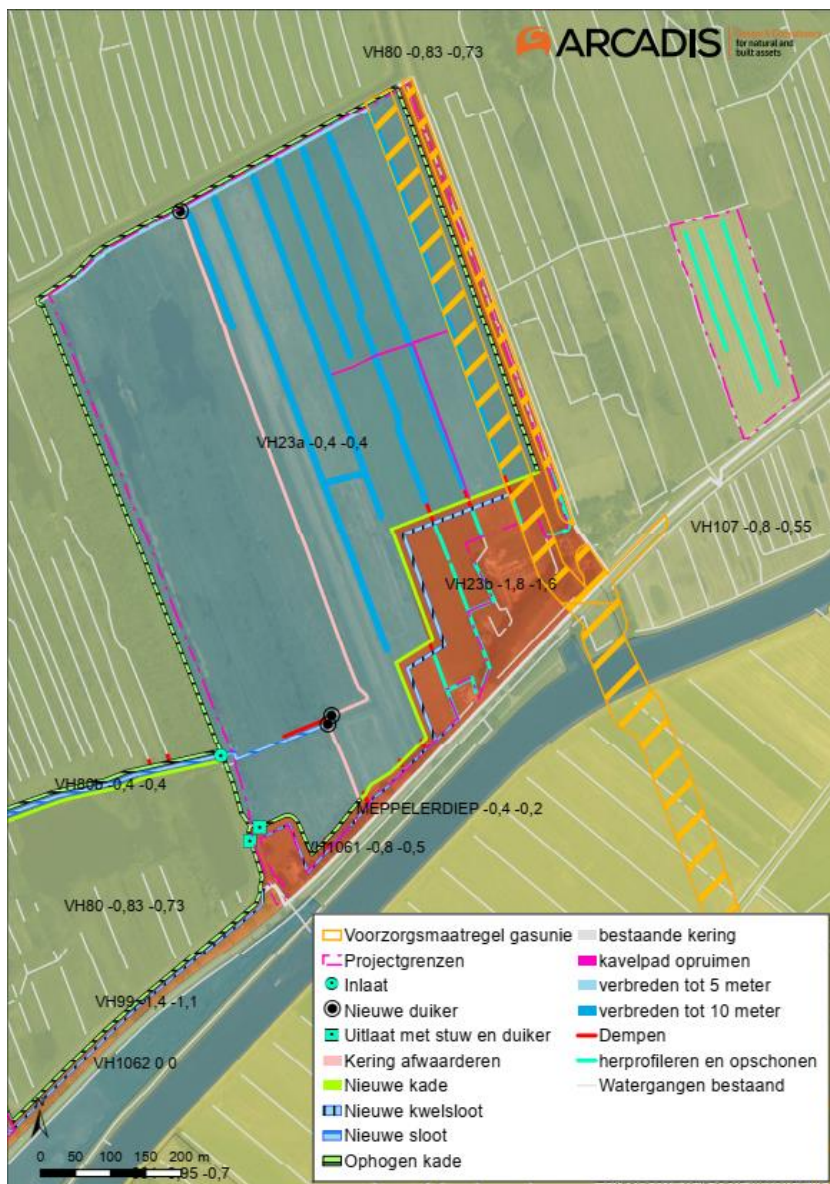 VH80 -0,83 -0,73
ARCADIS
Design & Consultancy
for natural and
built assets
VH23a -0,4 -0,4
VH107 -0,8 -0,55
VH23b -1,8 -1,6
VH80b -0,4 -0,4
MEPPELERDIEP -0,4 -0,2
VH1061 -0,8 -0,5
VH80 -0,83 -0,73
VH99 -1,4 -1,1
VH1062 0 0
Voorzorgsmaatregel gasunie
Projectgrenzen
Inlaat
Nieuwe duiker
Uitlaat met stuw en duiker
Kering afwaarderen
Nieuwe kade
Nieuwe kwelsloot
Nieuwe sloot
Ophogen kade
bestaande kering
kavelpad opruimen
verbreden tot 5 meter
verbreden tot 10 meter
Dempen
herprofileren en opschonen
Watergangen bestaand
0 50 100 150 200 m
-0,7